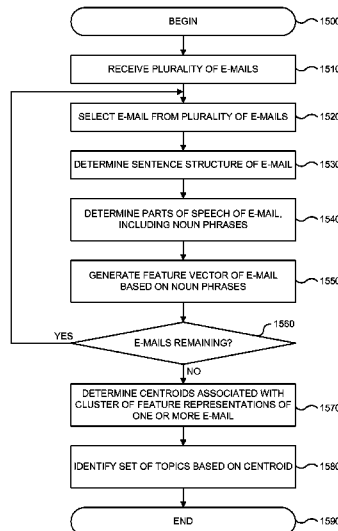 BEGIN
1500
RECEIVE PLURALITY OF E-MAILS
1510
SELECT E-MAIL FROM PLURALITY OF E-MAILS
1520
DETERMINE SENTENCE STRUCTURE OF E-MAIL
1530
DETERMINE PARTS OF SPEECH OF E-MAIL,
INCLUDING NOUN PHRASES
1540
GENERATE FEATURE VECTOR OF E-MAIL
BASED ON NOUN PHRASES
1550
1560
YES
E-MAILS REMAINING?
NO
DETERMINE CENTROIDS ASSOCIATED WITH
CLUSTER OF FEATURE REPRESENTATIONS OF
ONE OR MORE E-MAIL
1570
IDENTIFY SET OF TOPICS BASED ON CENTROID
1580
END
1590